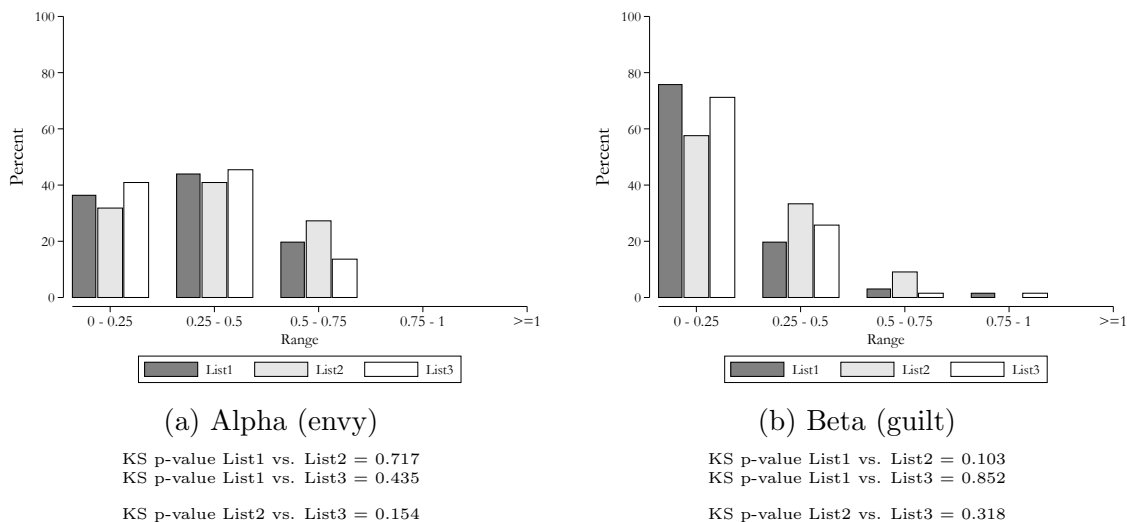 100
80
60
40
20
0
Percent
0 - 0.25
0.25 - 0.5
0.5 - 0.75
0.75 - 1
>=1
Range
List1
List2
List3
(a) Alpha (envy)
KS p-value List1 vs. List2 = 0.717
KS p-value List1 vs. List3 = 0.435
KS p-value List2 vs. List3 = 0.154
100
80
60
40
20
0
Percent
0 - 0.25
0.25 - 0.5
0.5 - 0.75
0.75 - 1
>=1
Range
List1
List2
List3
(b) Beta (guilt)
KS p-value List1 vs. List2 = 0.103
KS p-value List1 vs. List3 = 0.852
KS p-value List2 vs. List3 = 0.318